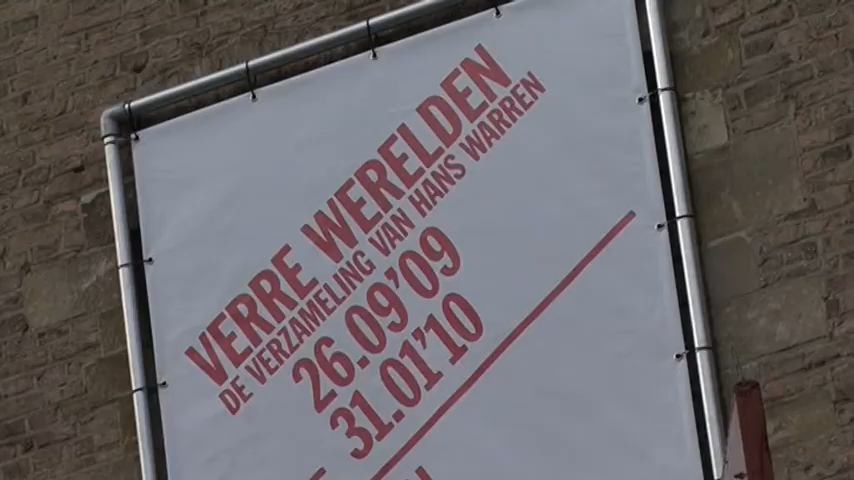 VERRE WERELDEN
DE VERZAMELING VAN HANS WARREN
26.09'09
31.01'10